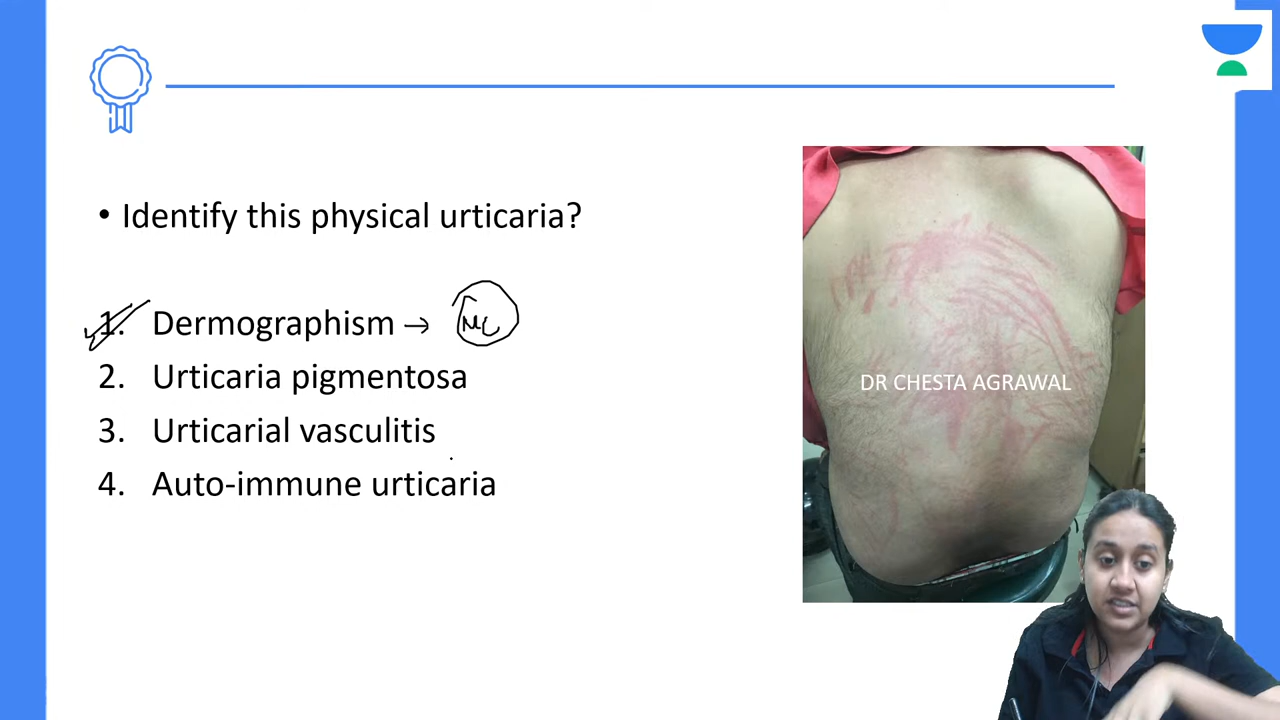 • Identify this physical urticaria?
1. Dermographism → MC
2. Urticaria pigmentosa
3. Urticarial vasculitis
4. Auto-immune urticaria
DR CHESTA AGRAWAL